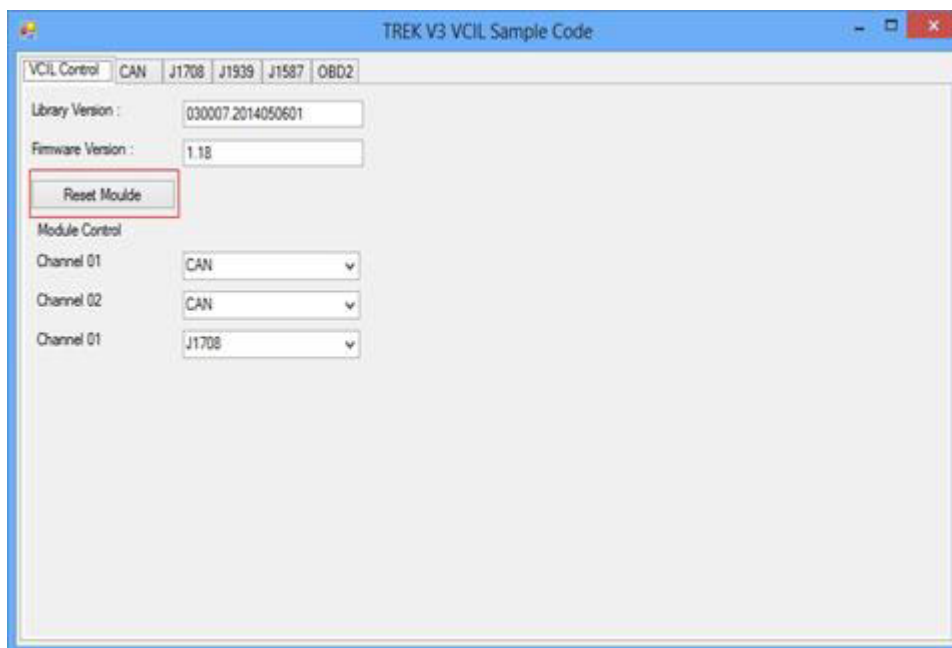 TREK V3 VCIL Sample Code
VCIL Control CAN J1708 J1939 J1587 OBD2
Library Version : 030007.2014050601
Firmware Version : 1.18
Reset Moulde
Module Control
Channel 01 CAN
Channel 02 CAN
Channel 01 J1708